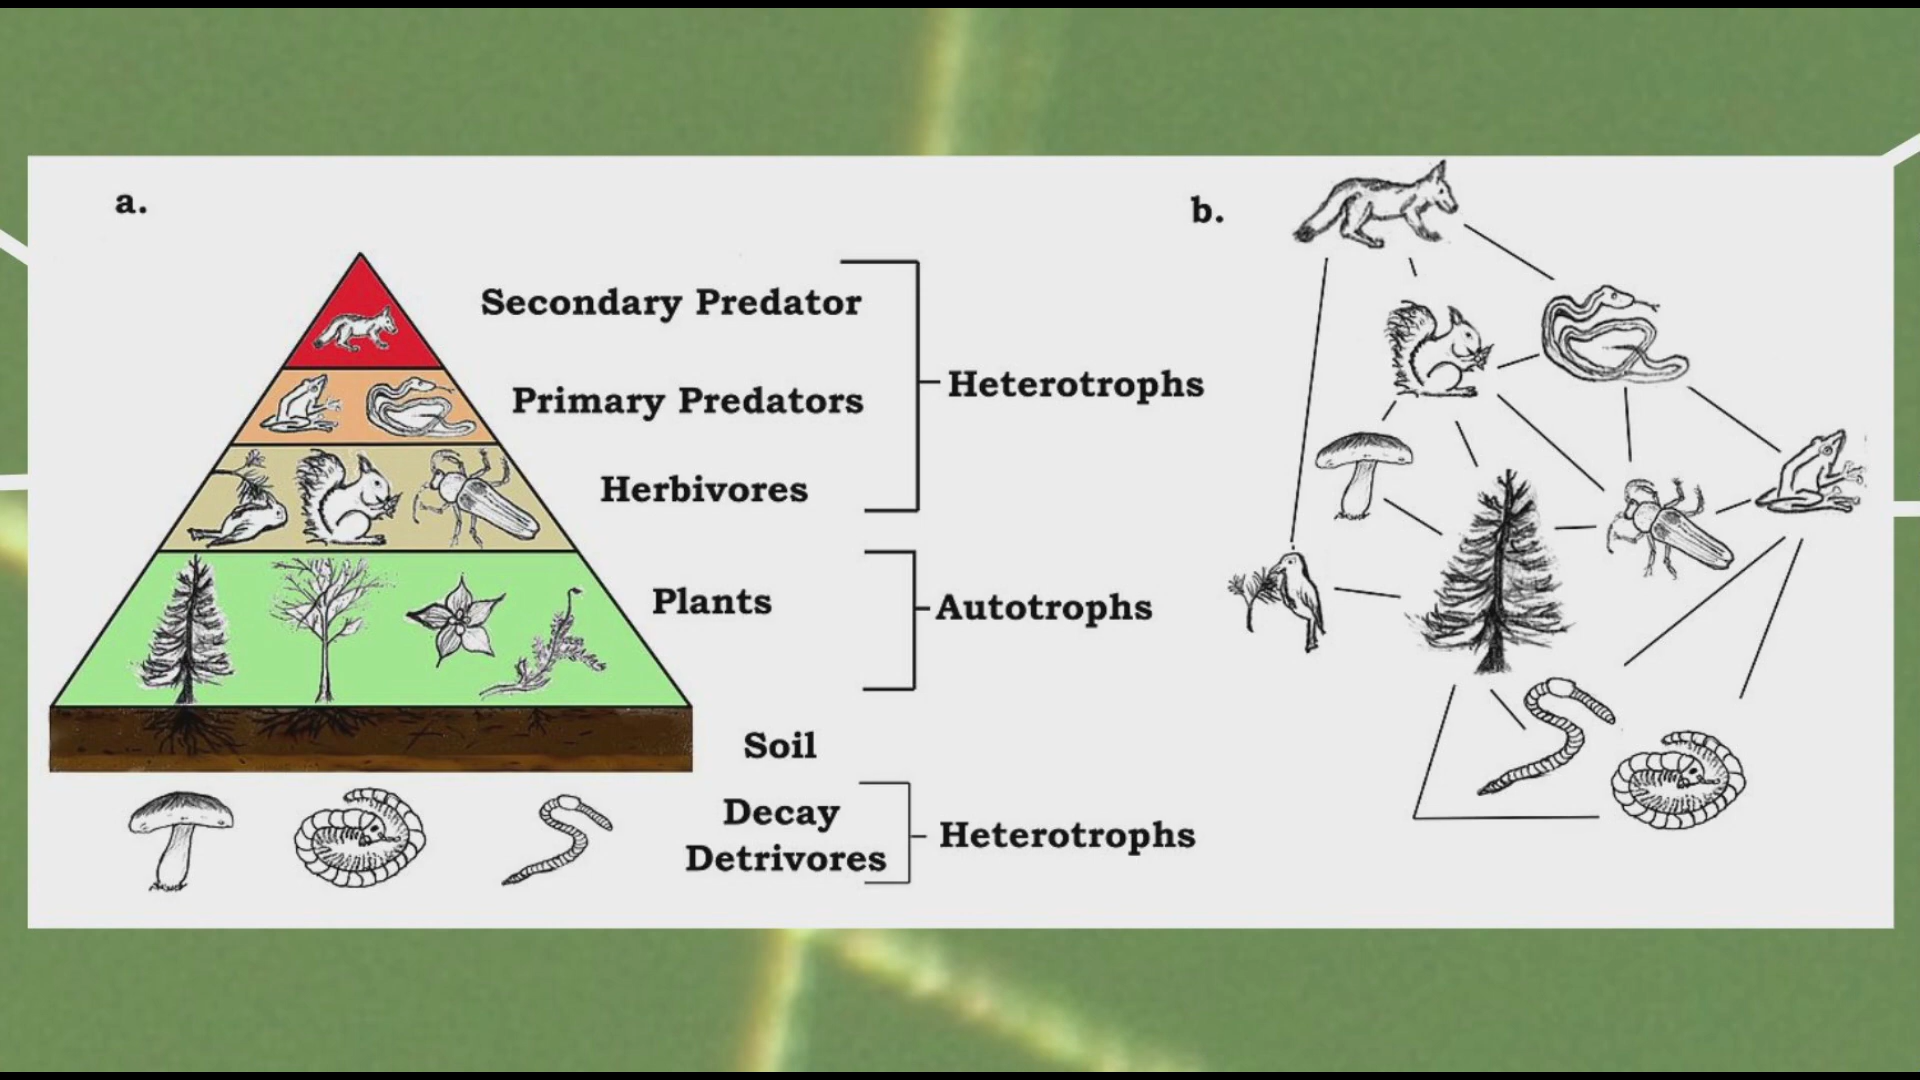 a.
b.
Secondary Predator
Primary Predators
Heterotrophs
Herbivores
Plants
Autotrophs
Soil
Decay
Detrivores
Heterotrophs